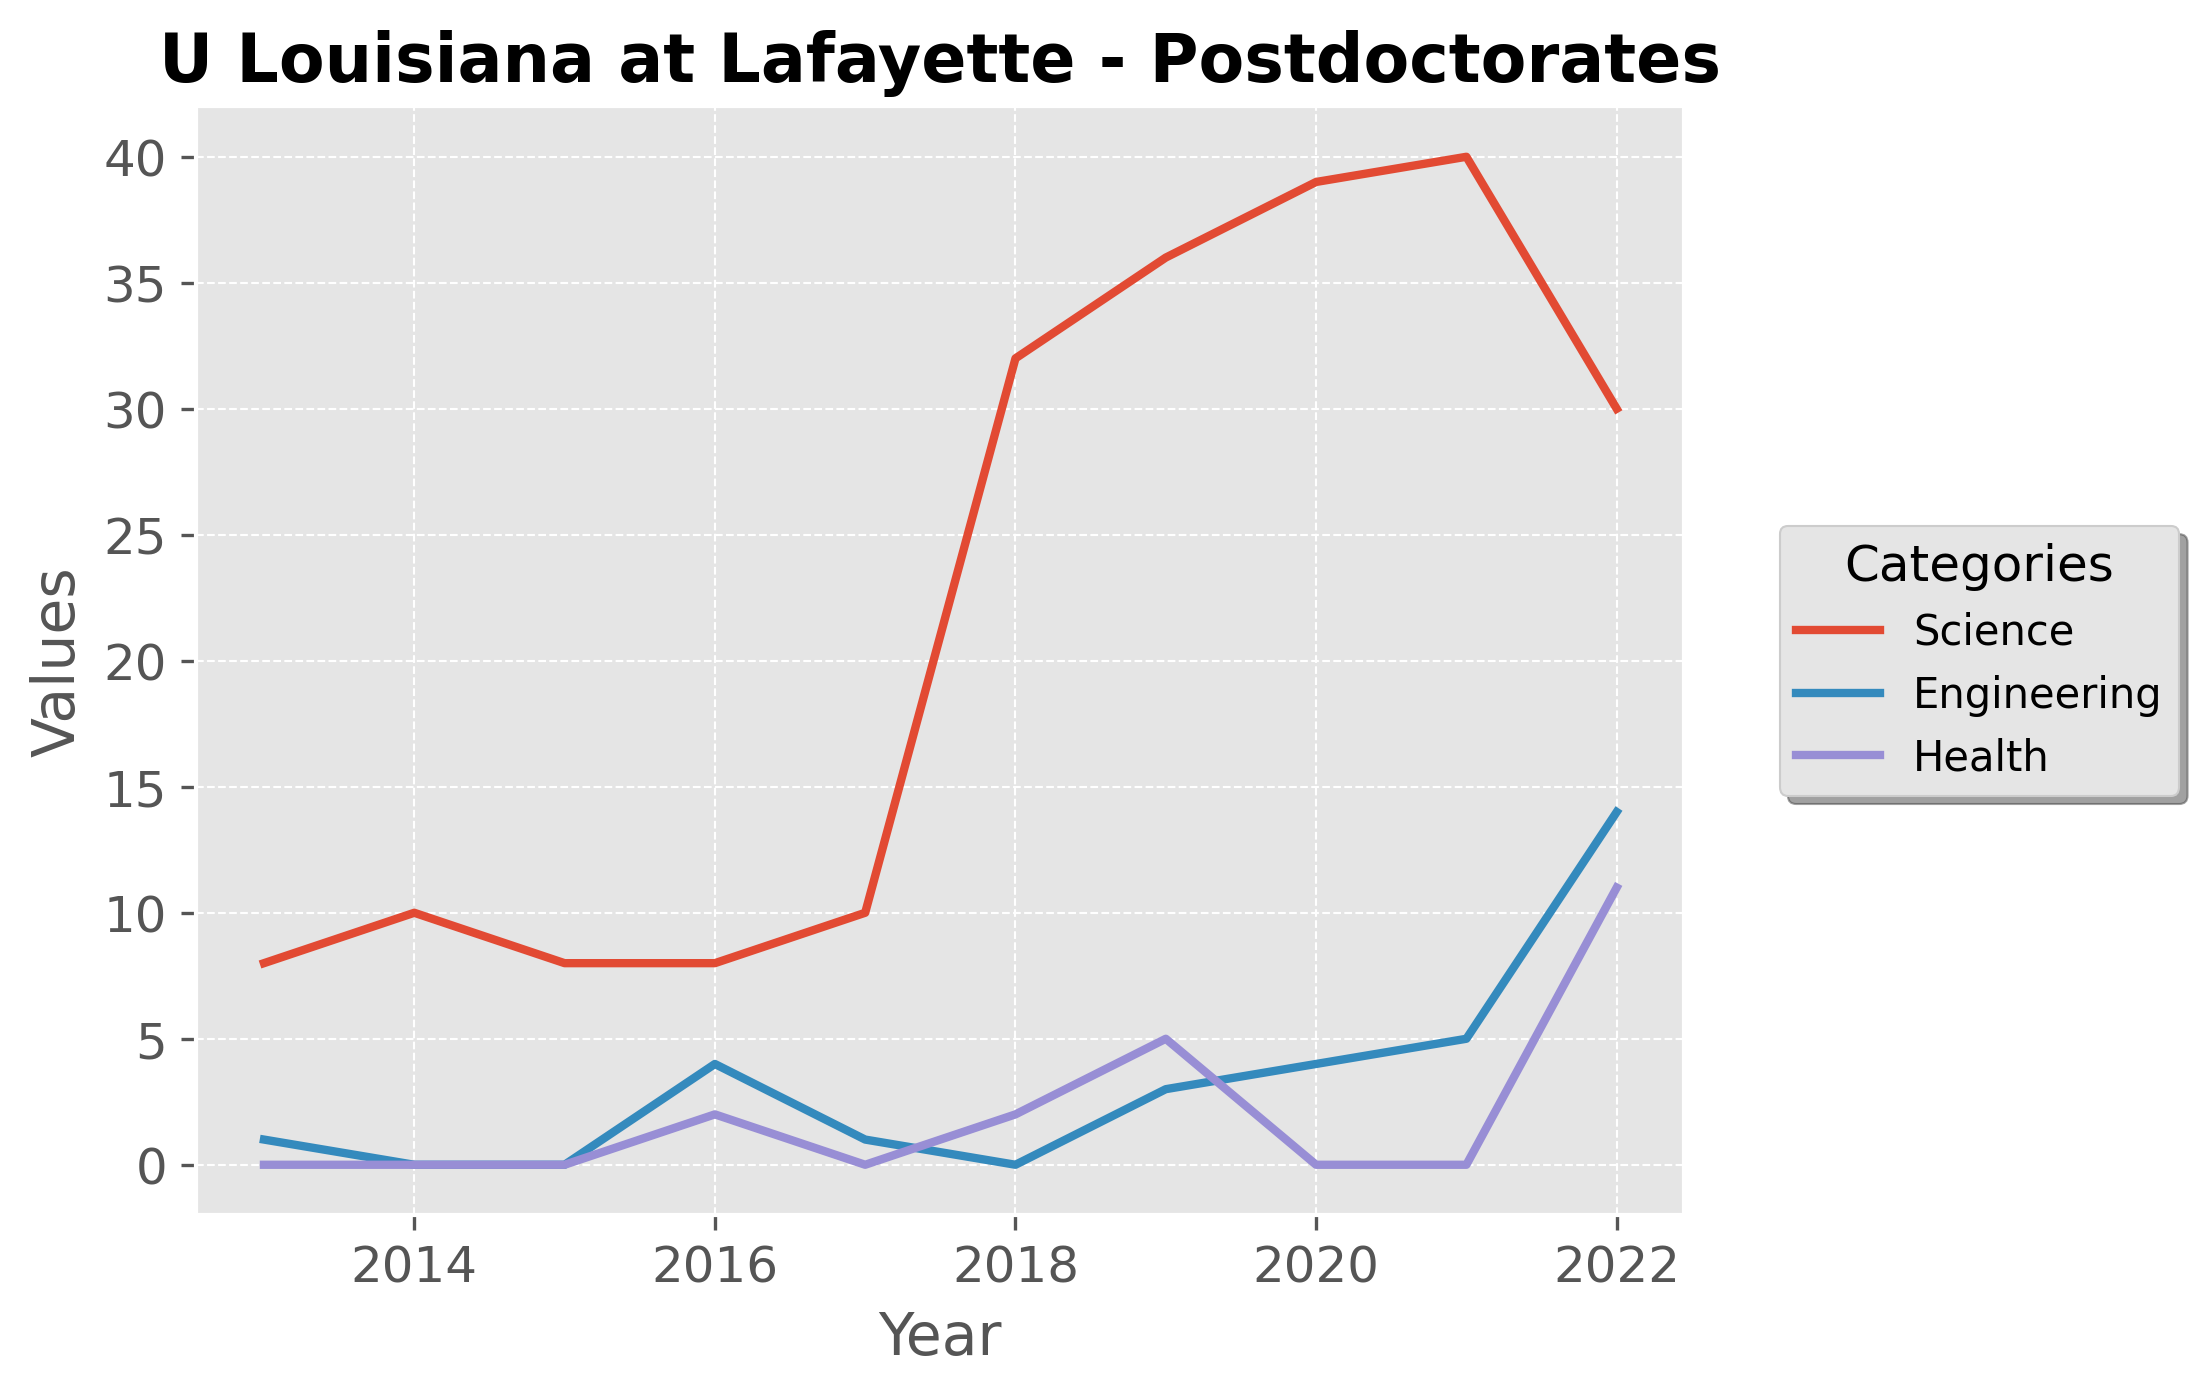 U Louisiana at Lafayette - Postdoctorates
40
35
30
25
20
15
10
5
0
Values
2014 2016 2018 2020 2022
Year
Categories
Science
Engineering
Health